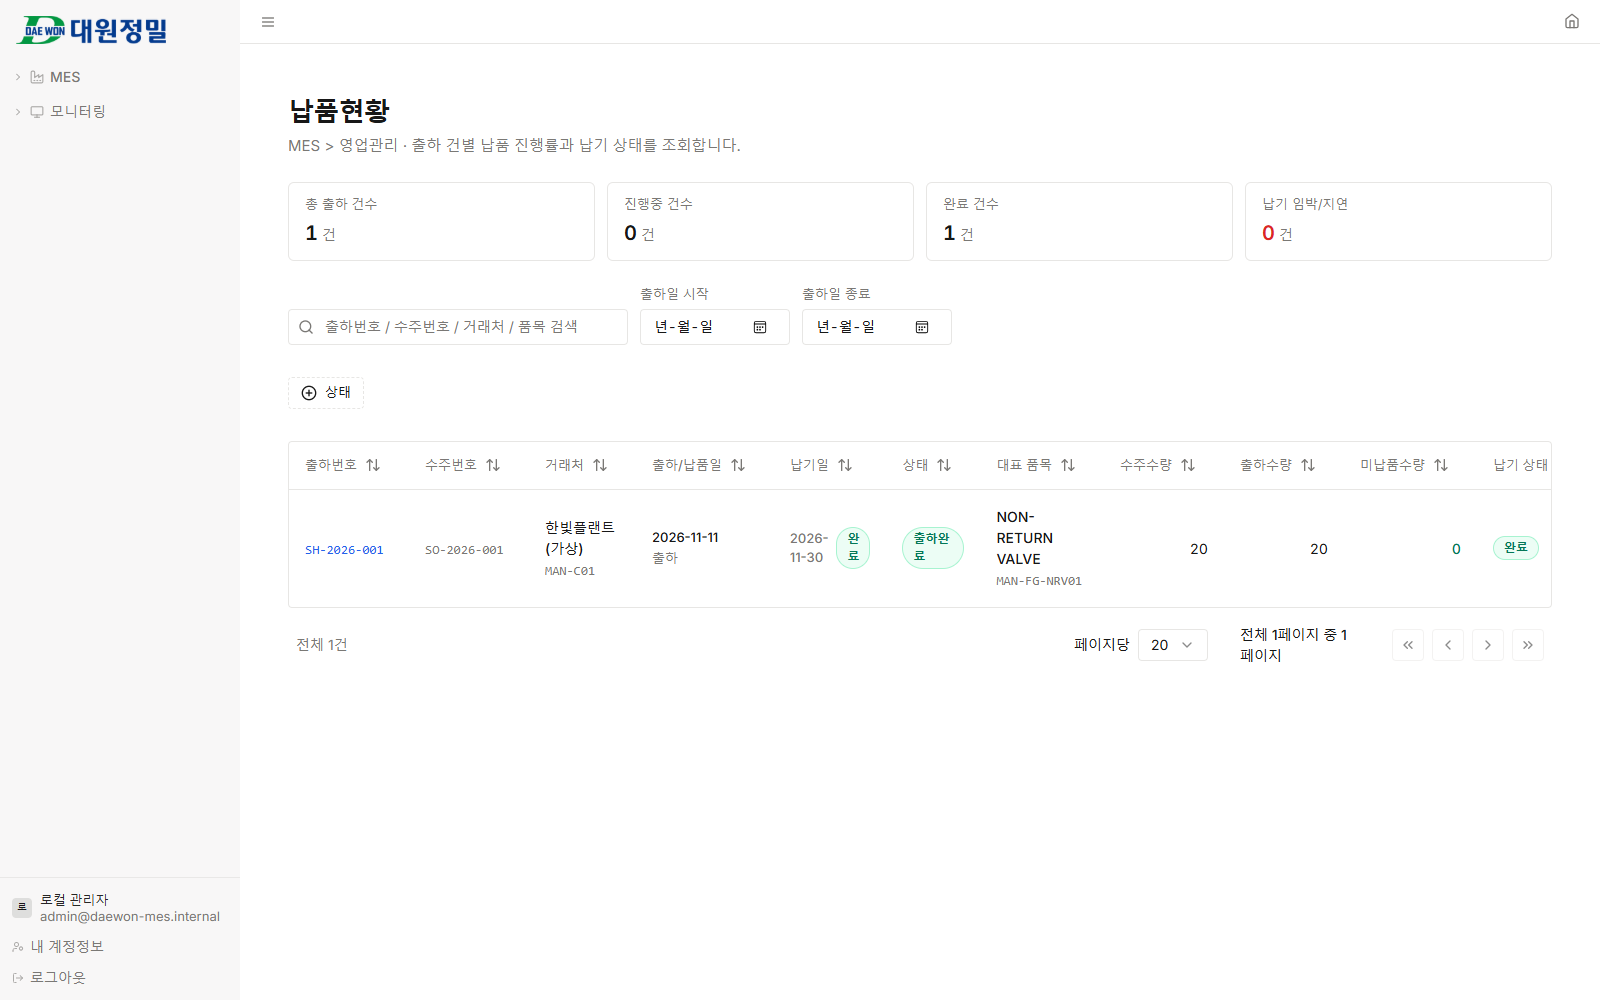 DAE WON 대원정밀
MES
모니터링
납품현황
MES > 영업관리 · 출하 건별 납품 진행률과 납기 상태를 조회합니다.
총 출하 건수
1 건
진행중 건수
0 건
완료 건수
1 건
납기 임박/지연
0 건
출하일 시작
출하일 종료
출하번호 / 수주번호 / 거래처 / 품목 검색
년-월-일
년-월-일
상태
출하번호 수주번호 거래처 출하/납품일 납기일 상태 대표 품목 수주수량 출하수량 미납품수량 납기 상태
SH-2026-001
SO-2026-001
한빛플랜트
(가상)
MAN-C01
2026-11-11
출하
2026-
11-30
완
료
출하완
료
NON-
RETURN
VALVE
MAN-FG-NRV01
20
20
0
완료
전체 1건
페이지당 20
전체 1페이지 중 1
페이지
로
로컬 관리자
admin@daewon-mes.internal
내 계정정보
로그아웃